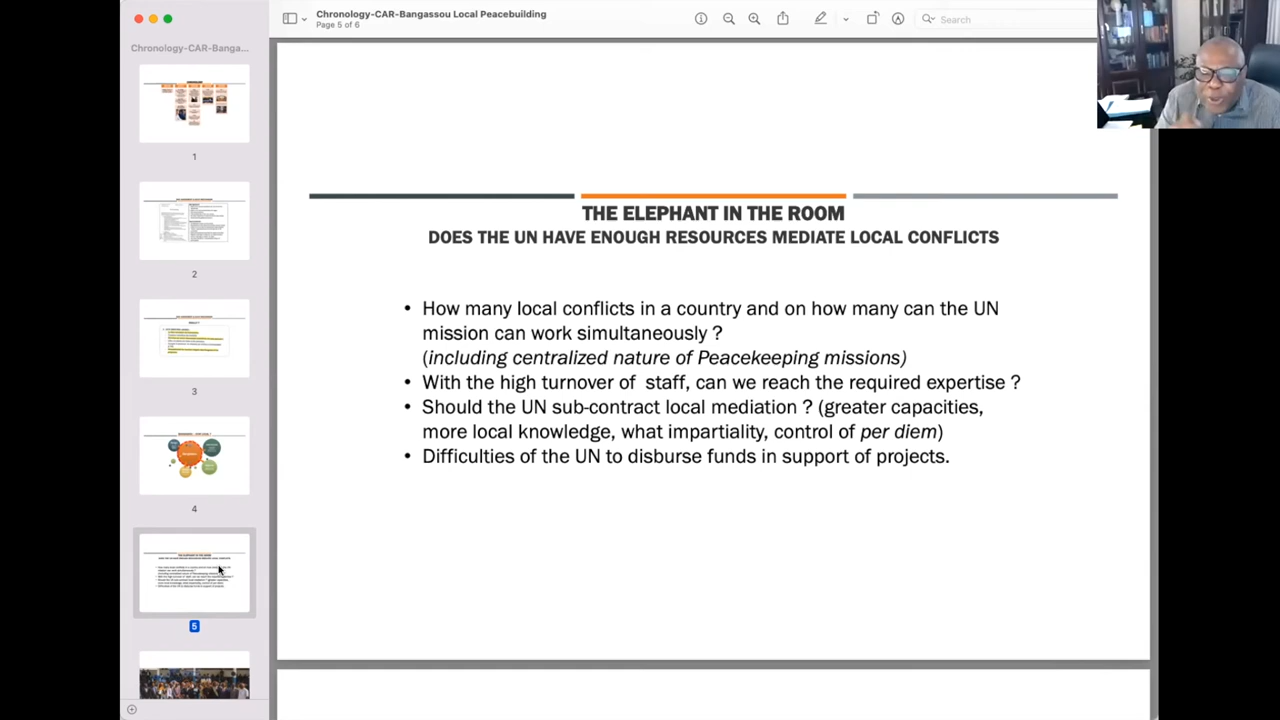 Chronology-CAR-Bangassou Local Peacebuilding
Page 5 of 6
Search
Chronology-CAR-Banga...
1
2
3
4
5
THE ELEPHANT IN THE ROOM
DOES THE UN HAVE ENOUGH RESOURCES MEDIATE LOCAL CONFLICTS
• How many local conflicts in a country and on how many can the UN
mission can work simultaneously ?
(including centralized nature of Peacekeeping missions)
• With the high turnover of staff, can we reach the required expertise ?
• Should the UN sub-contract local mediation ? (greater capacities,
more local knowledge, what impartiality, control of per diem)
• Difficulties of the UN to disburse funds in support of projects.